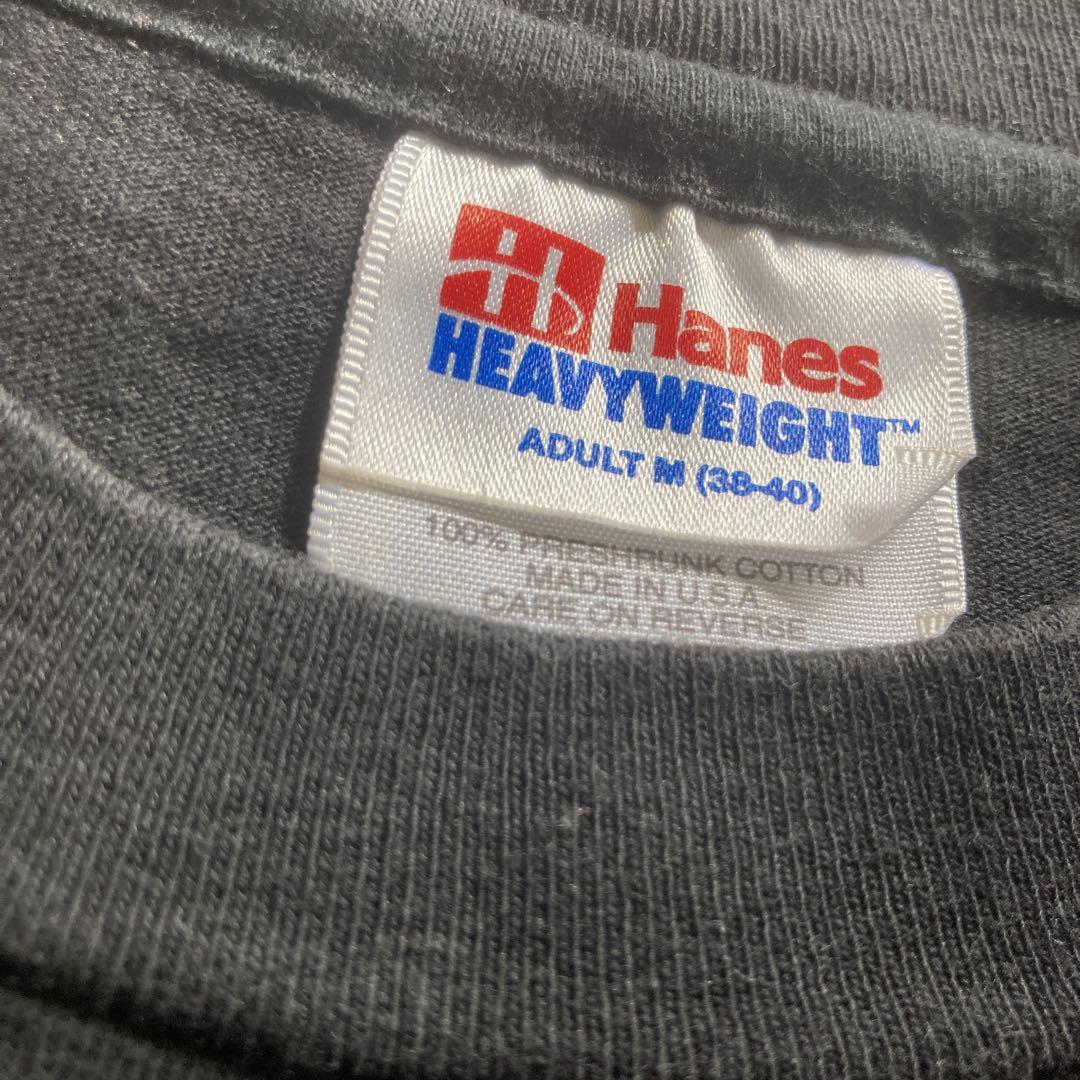 Hanes
HEAVYWEIGHT™
ADULT M (38-40)
100% PRESHRUNK COTTON
MADE IN U.S.A.
CARE ON REVERSE